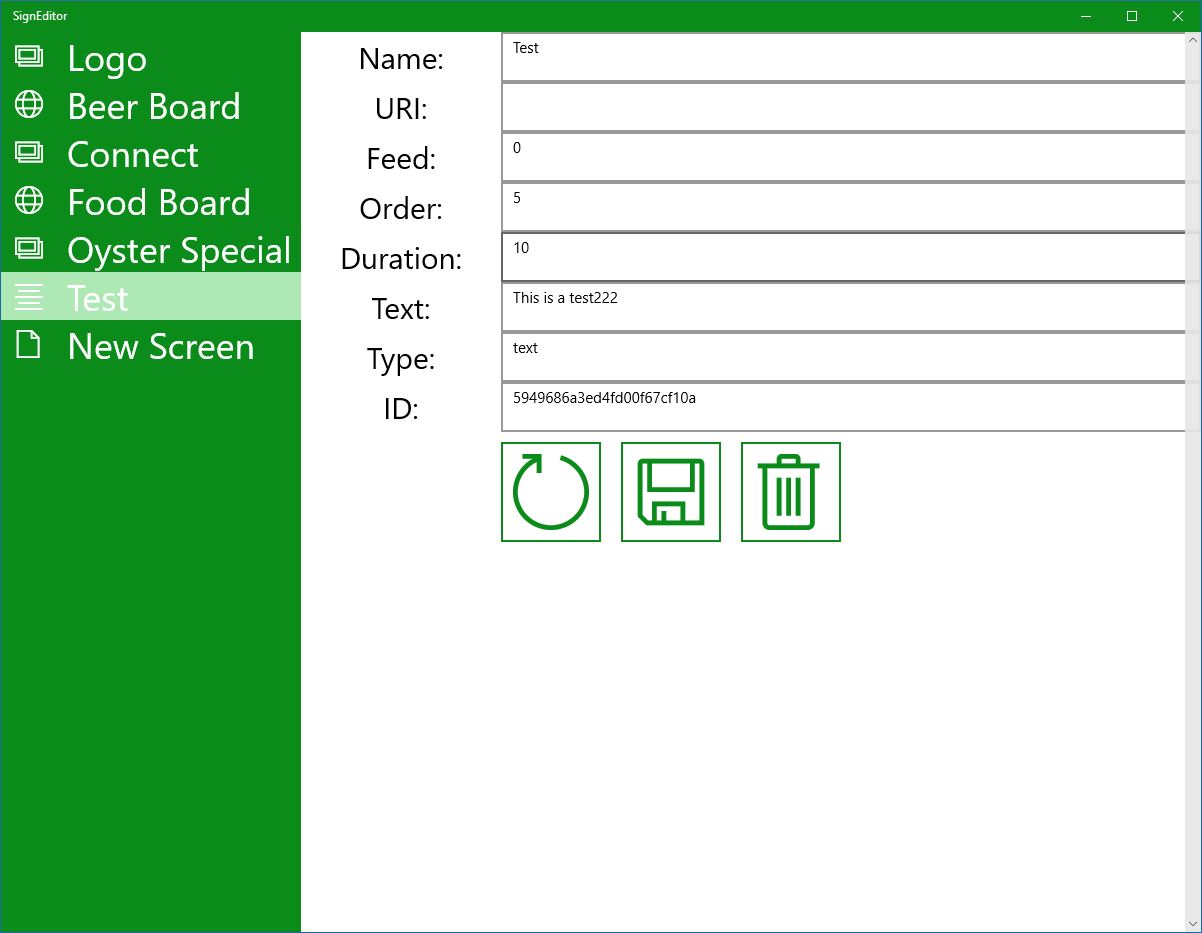 SignEditor
Logo
Beer Board
Connect
Food Board
Oyster Special
Test
New Screen
Name: Test
URI:
Feed: 0
Order: 5
Duration: 10
Text: This is a test222
Type: text
ID: 5949686a3ed4fd00f67cf10a